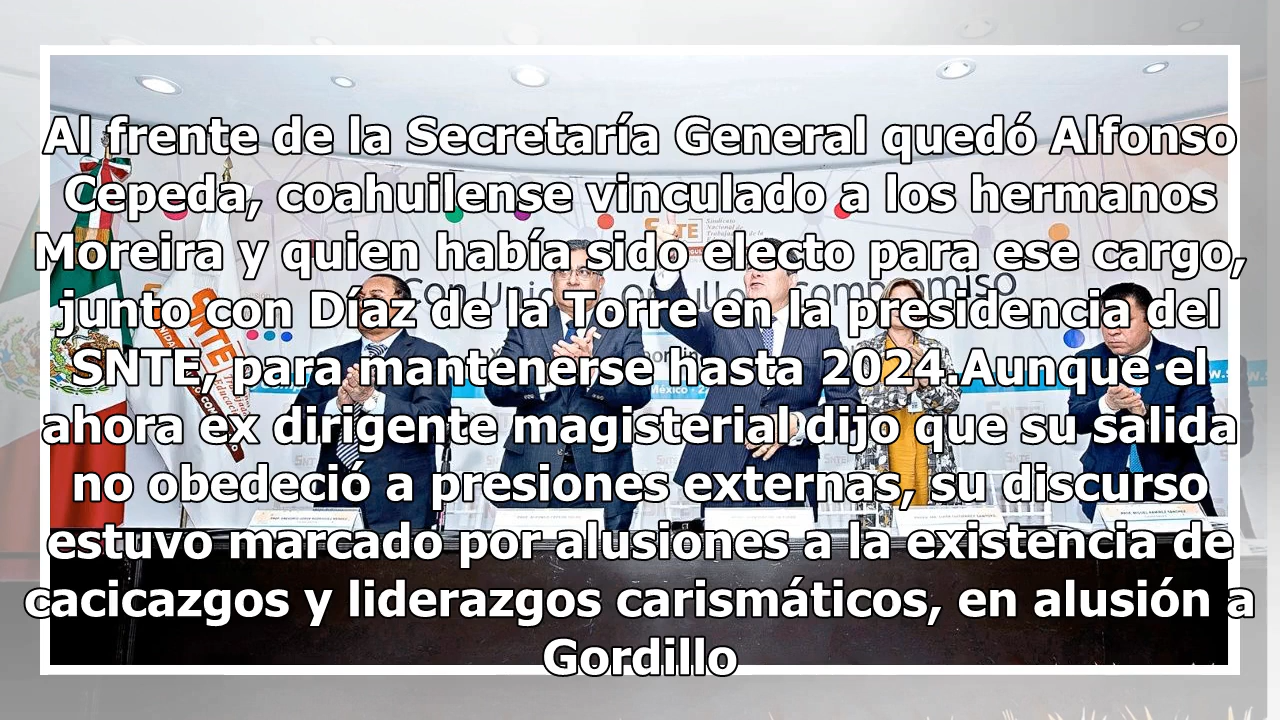 Al frente de la Secretaría General quedó Alfonso
Cepeda, coahuilense vinculado a los hermanos
Moreira y quien había sido electo para ese cargo,
junto con Díaz de la Torre en la presidencia del
SNTE, para mantenerse hasta 2024.Aunque el
ahora ex dirigente magisterial dijo que su salida
no obedeció a presiones externas, su discurso
estuvo marcado por alusiones a la existencia de
cacicazgos y liderazgos carismáticos, en alusión a
Gordillo